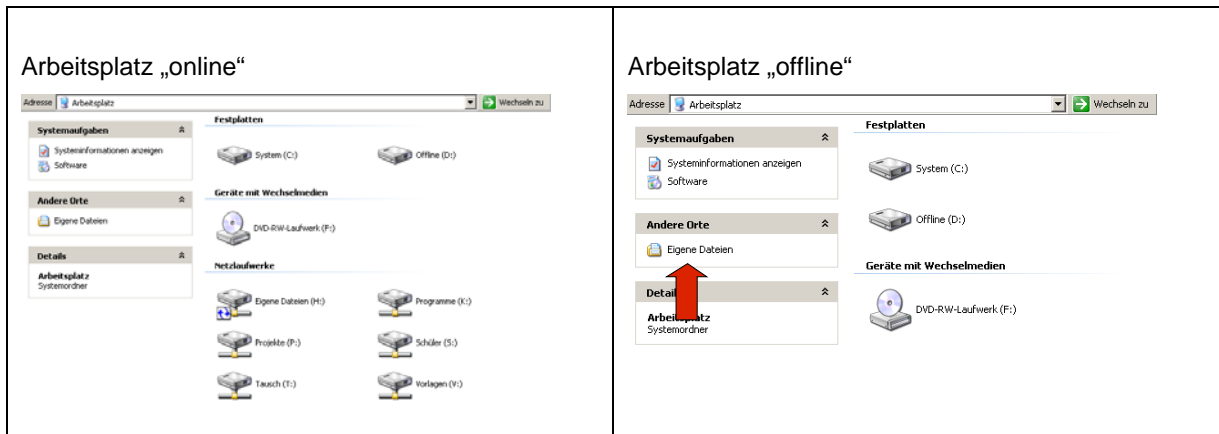 Arbeitsplatz „online“
Adresse Arbeitsplatz Wechseln zu
Systemaufgaben
Systeminformationen anzeigen
Software
Andere Orte
Eigene Dateien
Details
Arbeitsplatz
Systemordner
Festplatten
System (C:) Offline (D:)
Geräte mit Wechselmedien
DVD-RW-Laufwerk (F:)
Netzlaufwerke
Eigene Dateien (H:) Programme (K:)
Projekte (P:) Schüler (S:)
Tausch (T:) Vorlagen (V:)
Arbeitsplatz „offline“
Adresse Arbeitsplatz Wechseln zu
Systemaufgaben
Systeminformationen anzeigen
Software
Andere Orte
Eigene Dateien
Detail
Arbeitsplatz
Systemordner
Festplatten
System (C:)
Offline (D:)
Geräte mit Wechselmedien
DVD-RW-Laufwerk (F:)